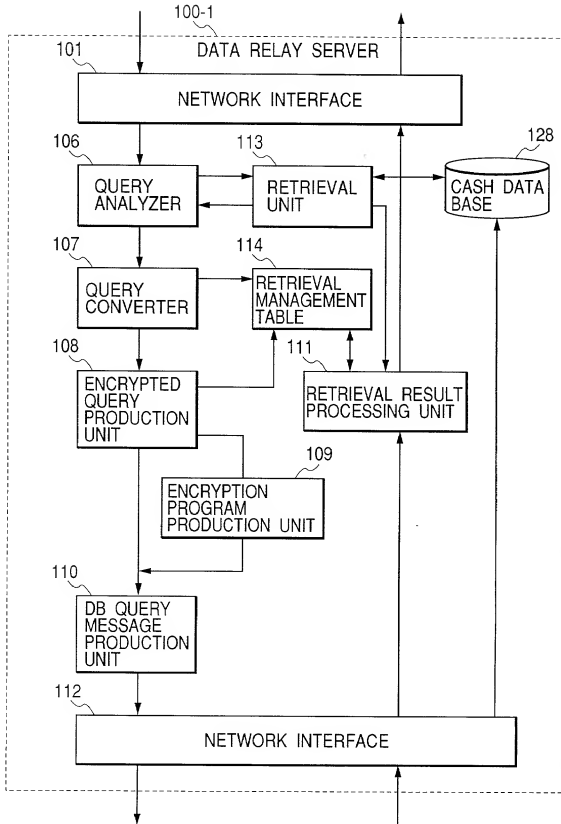 100-1
DATA RELAY SERVER
101
NETWORK INTERFACE
106
QUERY
ANALYZER
113
RETRIEVAL
UNIT
128
CASH DATA
BASE
107
QUERY
CONVERTER
114
RETRIEVAL
MANAGEMENT
TABLE
108
ENCRYPTED
QUERY
PRODUCTION
UNIT
111
RETRIEVAL RESULT
PROCESSING UNIT
109
ENCRYPTION
PROGRAM
PRODUCTION UNIT
110
DB QUERY
MESSAGE
PRODUCTION
UNIT
112
NETWORK INTERFACE